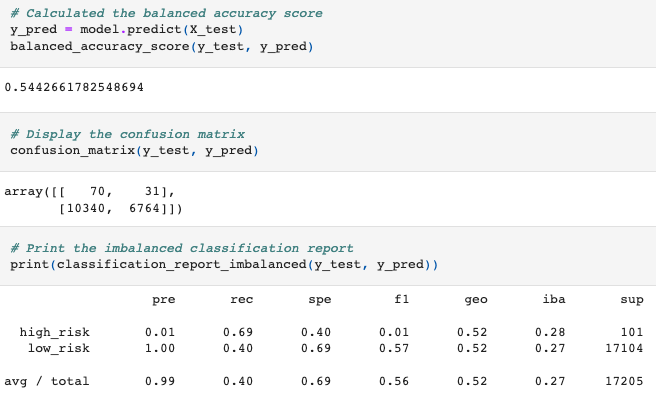 # Calculated the balanced accuracy score
y_pred = model.predict(X_test)
balanced_accuracy_score(y_test, y_pred)
0.5442661782548694
# Display the confusion matrix
confusion_matrix(y_test, y_pred)
array([[   70,    31],
       [10340,  6764]])
# Print the imbalanced classification report
print(classification_report_imbalanced(y_test, y_pred))
                   pre       rec       spe        f1       geo       iba       sup
  high_risk       0.01      0.69      0.40      0.01      0.52      0.28       101
   low_risk       1.00      0.40      0.69      0.57      0.52      0.27     17104
avg / total       0.99      0.40      0.69      0.56      0.52      0.27     17205